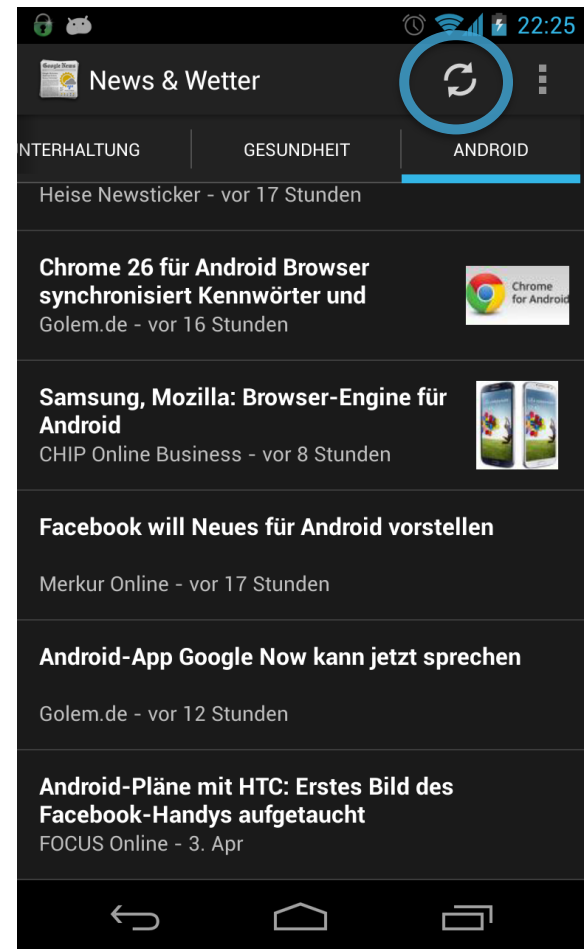 22:25
Google News
News & Wetter
NTERHALTUNG
GESUNDHEIT
ANDROID
Heise Newsticker - vor 17 Stunden
Chrome 26 für Android Browser
synchronisiert Kennwörter und
Golem.de - vor 16 Stunden
Chrome
for Android
Samsung, Mozilla: Browser-Engine für
Android
CHIP Online Business - vor 8 Stunden
Facebook will Neues für Android vorstellen
Merkur Online - vor 17 Stunden
Android-App Google Now kann jetzt sprechen
Golem.de - vor 12 Stunden
Android-Pläne mit HTC: Erstes Bild des
Facebook-Handys aufgetaucht
FOCUS Online - 3. Apr